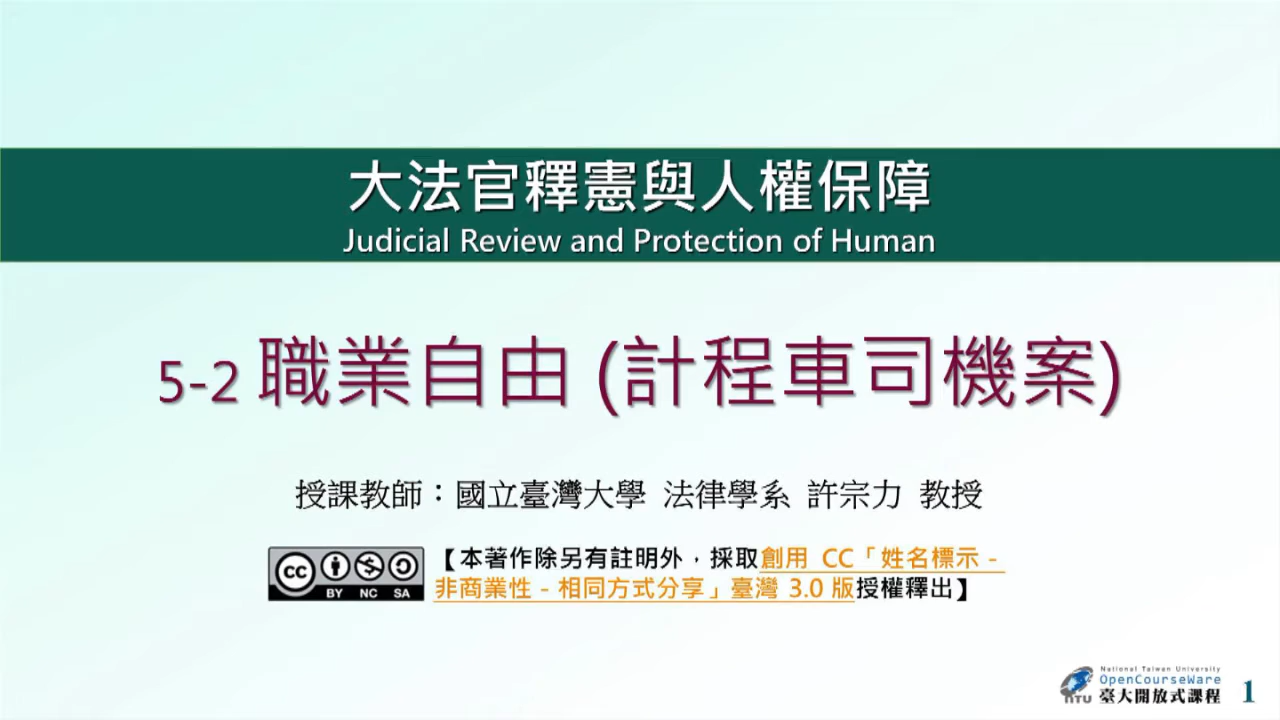 大法官釋憲與人權保障
Judicial Review and Protection of Human
5-2 職業自由 (計程車司機案)
授課教師：國立臺灣大學 法律學系 許宗力 教授
【本著作除另有註明外，採取創用 CC「姓名標示－
非商業性－相同方式分享」臺灣 3.0 版授權釋出】
cc
BY NC SA
National Taiwan University
OpenCourseWare
NTU 臺大開放式課程
1